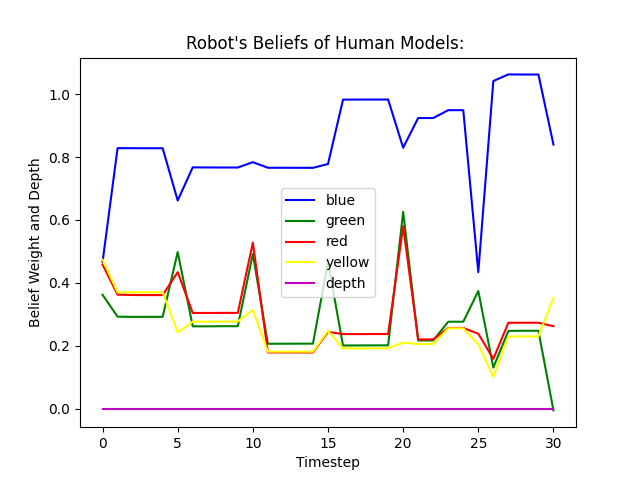 Robot's Beliefs of Human Models:
Belief Weight and Depth
1.0
0.8
0.6
0.4
0.2
0.0
blue
green
red
yellow
depth
0 5 10 15 20 25 30
Timestep